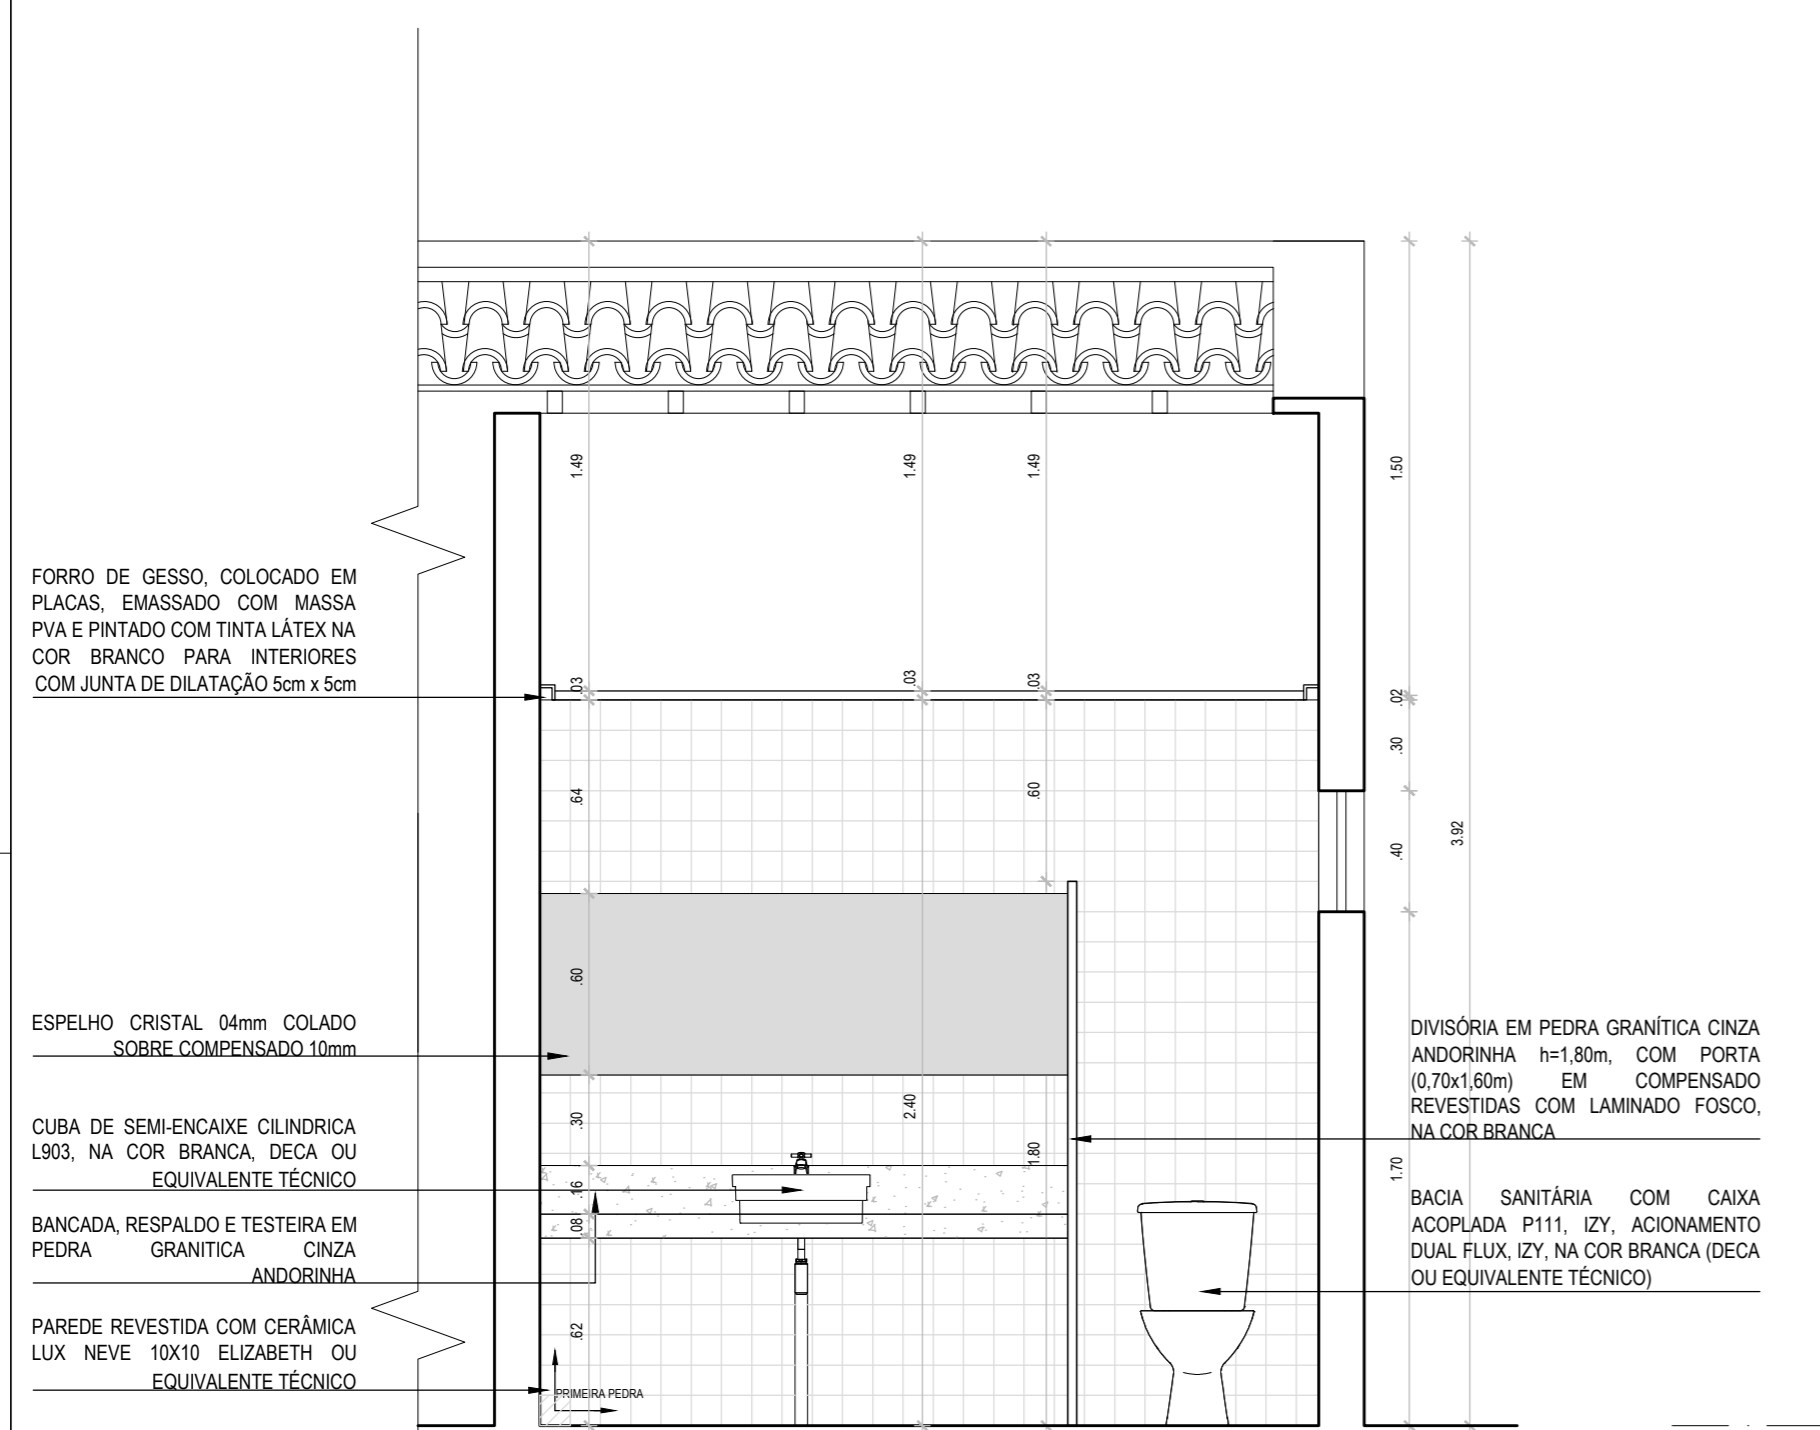 FORRO DE GESSO, COLOCADO EM
PLACAS, EMASSADO COM MASSA
PVA E PINTADO COM TINTA LÁTEX NA
COR BRANCO PARA INTERIORES
COM JUNTA DE DILATAÇÃO 5cm x 5cm
ESPELHO CRISTAL 04mm COLADO
SOBRE COMPENSADO 10mm
CUBA DE SEMI-ENCAIXE CILINDRICA
L903, NA COR BRANCA, DECA OU
EQUIVALENTE TÉCNICO
BANCADA, RESPALDO E TESTEIRA EM
PEDRA GRANITICA CINZA
ANDORINHA
PAREDE REVESTIDA COM CERÂMICA
LUX NEVE 10X10 ELIZABETH OU
EQUIVALENTE TÉCNICO
1.49
.03
.64
.60
.30
.16
.08
.62
PRIMEIRA PEDRA
1.49
.03
2.40
1.49
.03
.60
1.80
1.50
.02
.30
.40
1.70
3.92
DIVISÓRIA EM PEDRA GRANÍTICA CINZA
ANDORINHA h=1,80m, COM PORTA
(0,70x1,60m) EM COMPENSADO
REVESTIDAS COM LAMINADO FOSCO,
NA COR BRANCA
BACIA SANITÁRIA COM CAIXA
ACOPLADA P111, IZY, ACIONAMENTO
DUAL FLUX, IZY, NA COR BRANCA (DECA
OU EQUIVALENTE TÉCNICO)